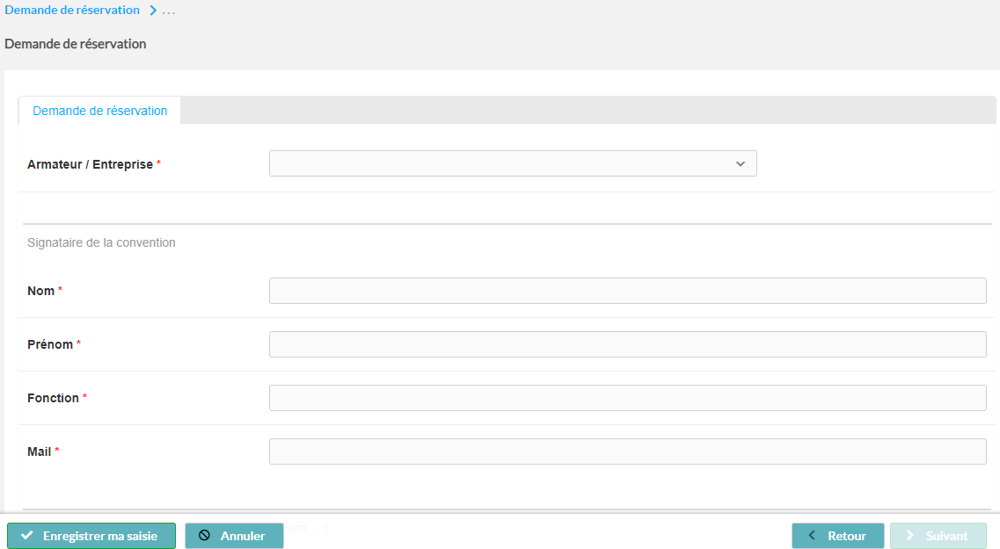 Demande de réservation > ...
Demande de réservation
Demande de réservation
Armateur / Entreprise *
Signataire de la convention
Nom *
Prénom *
Fonction *
Mail *
Enregistrer ma saisie Annuler Retour Suivant